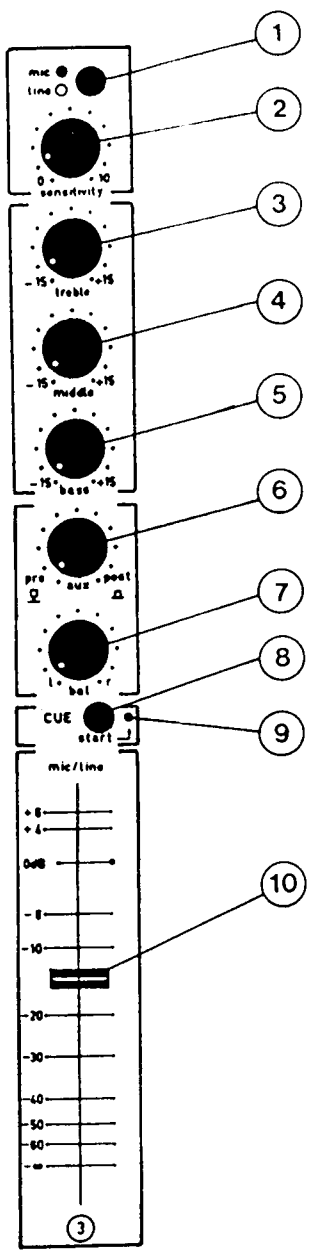 1
mic
line
2
0 10
sensitivity
3
-15 +15
treble
4
-15 +15
middle
5
-15 +15
bass
6
pre aux post
7
l bal r
8
CUE
start
9
mic/line
+6
+4
0dB
-8
-10
10
-20
-30
-40
-50
-60
-∞
3